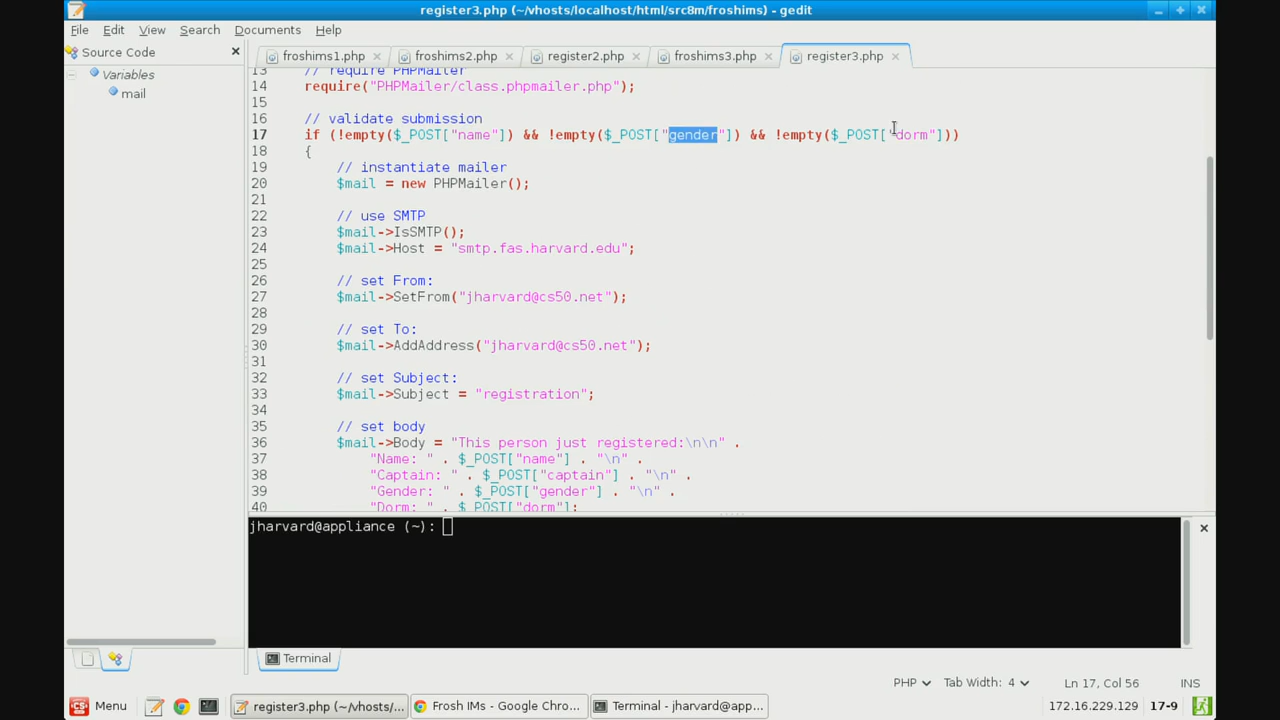 register3.php (~/vhosts/localhost/html/src8m/froshims) - gedit
File Edit View Search Documents Help
Source Code
froshims1.php froshims2.php register2.php froshims3.php register3.php
Variables
mail
13 // require PHPMailer
14 require("PHPMailer/class.phpmailer.php");
15
16 // validate submission
17 if (!empty($_POST["name"]) && !empty($_POST["gender"]) && !empty($_POST["dorm"]))
18 {
19 // instantiate mailer
20 $mail = new PHPMailer();
21
22 // use SMTP
23 $mail->IsSMTP();
24 $mail->Host = "smtp.fas.harvard.edu";
25
26 // set From:
27 $mail->SetFrom("jharvard@cs50.net");
28
29 // set To:
30 $mail->AddAddress("jharvard@cs50.net");
31
32 // set Subject:
33 $mail->Subject = "registration";
34
35 // set body
36 $mail->Body = "This person just registered:\n\n" .
37 "Name: " . $_POST["name"] . "\n" .
38 "Captain: " . $_POST["captain"] . "\n" .
39 "Gender: " . $_POST["gender"] . "\n" .
40 "Dorm: " . $_POST["dorm"];
jharvard@appliance (~):
Terminal
PHP Tab Width: 4 Ln 17, Col 56 INS
Menu register3.php (~/vhosts/... Frosh IMs - Google Chro... Terminal - jharvard@app... 172.16.229.129 17-9